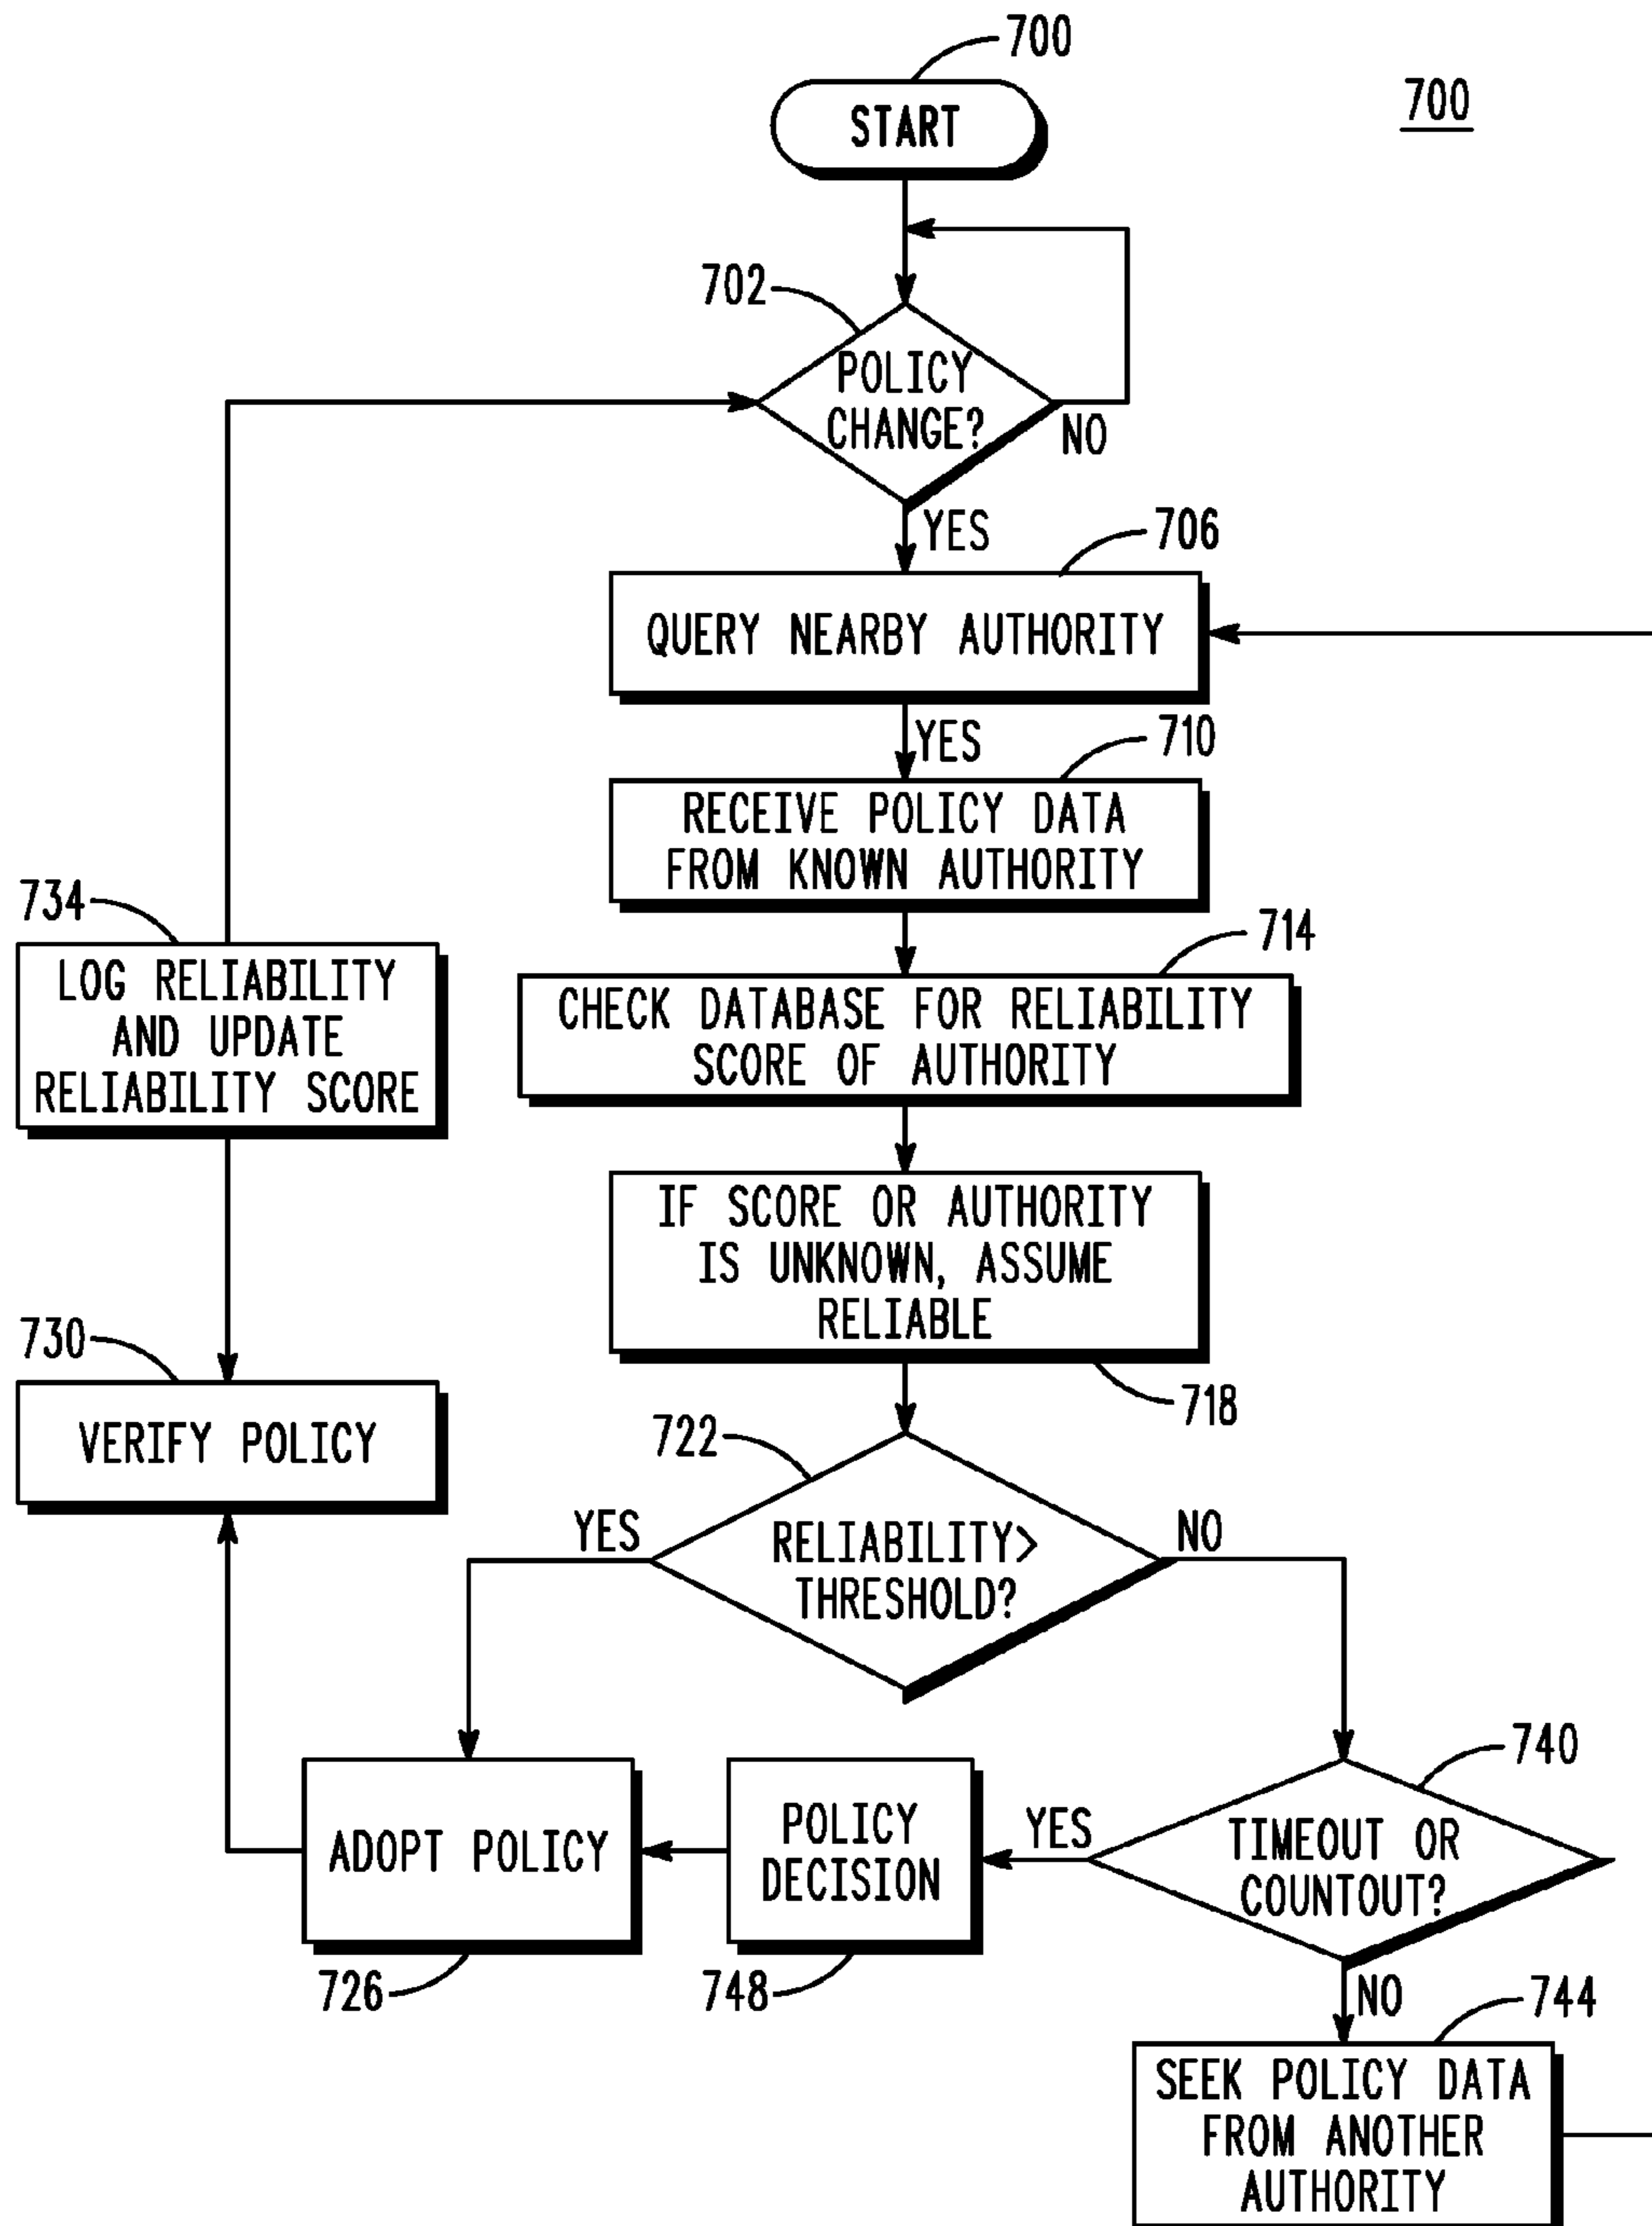 700
START
700
702
POLICY
CHANGE?
NO
YES
706
QUERY NEARBY AUTHORITY
YES
710
RECEIVE POLICY DATA
FROM KNOWN AUTHORITY
734
714
LOG RELIABILITY
AND UPDATE
RELIABILITY SCORE
CHECK DATABASE FOR RELIABILITY
SCORE OF AUTHORITY
IF SCORE OR AUTHORITY
IS UNKNOWN, ASSUME
RELIABLE
718
730
VERIFY POLICY
722
YES
RELIABILITY>
THRESHOLD?
NO
740
ADOPT POLICY
726
POLICY
DECISION
748
YES
TIMEOUT OR
COUNTOUT?
NO
744
SEEK POLICY DATA
FROM ANOTHER
AUTHORITY